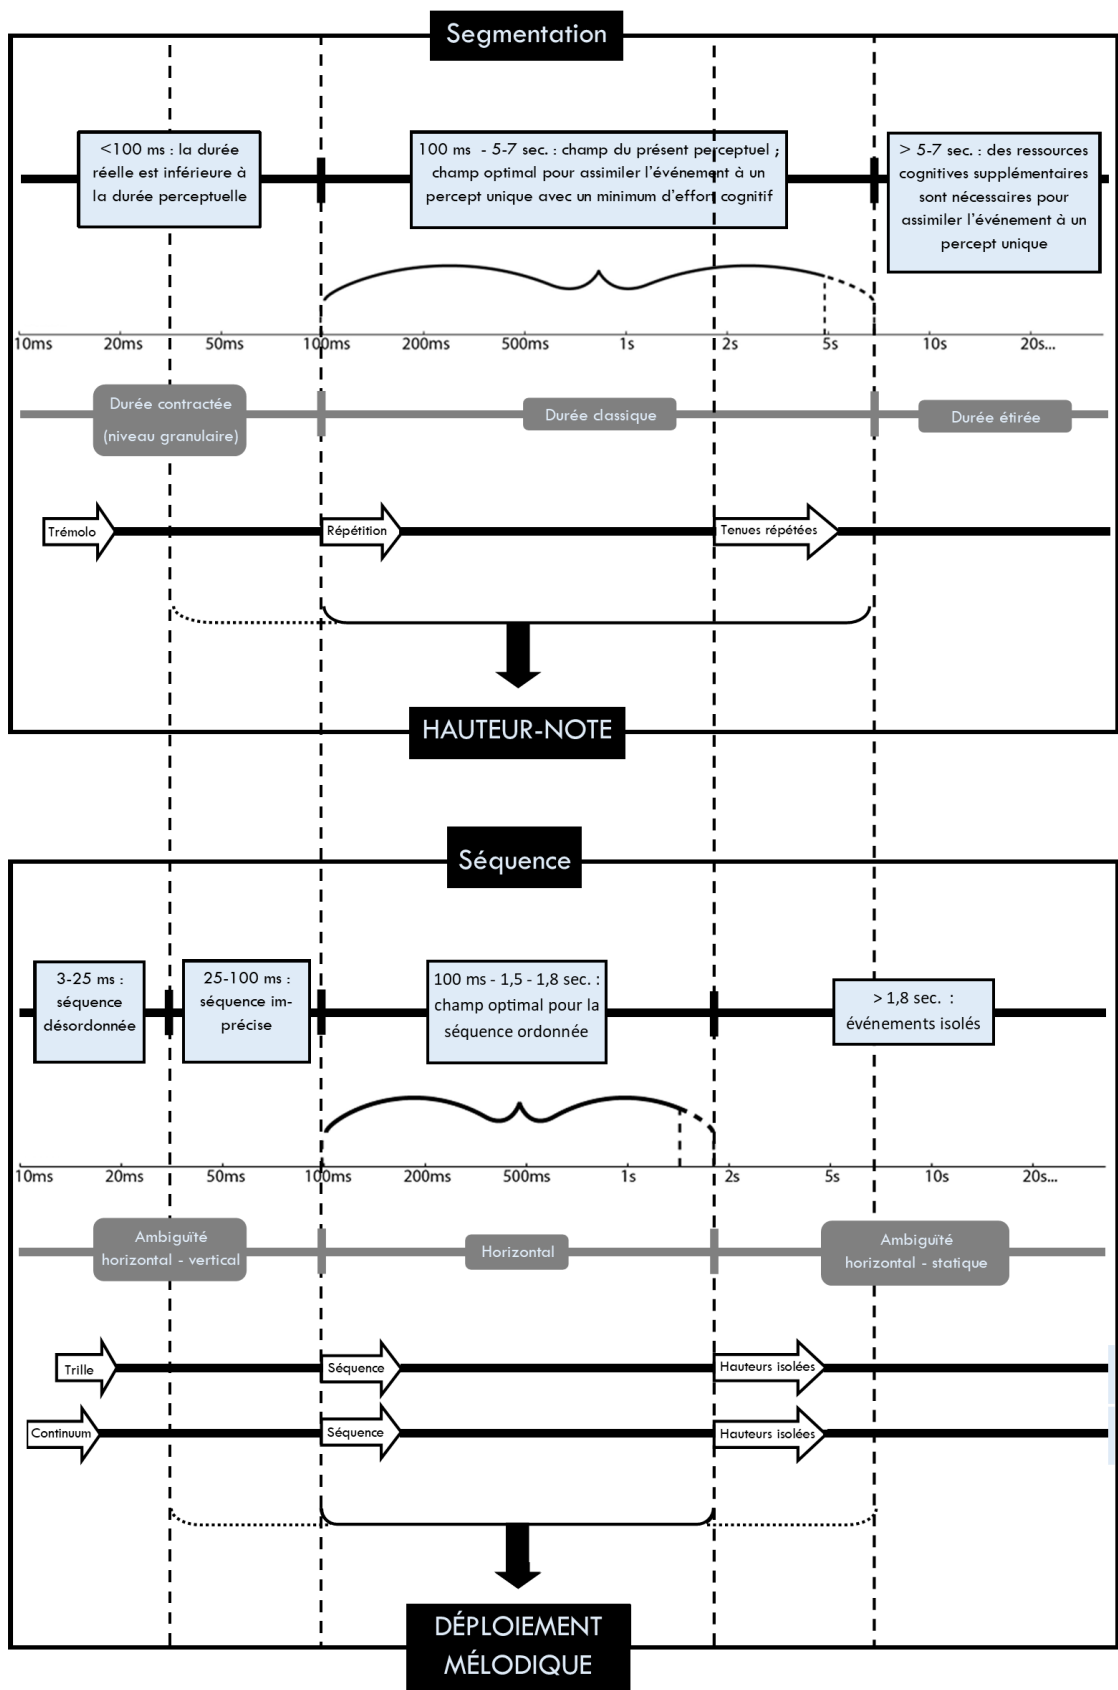 Segmentation
<100 ms : la durée
réelle est inférieure à
la durée perceptuelle
100 ms - 5-7 sec. : champ du présent perceptuel ;
champ optimal pour assimiler l'événement à un
percept unique avec un minimum d'effort cognitif
> 5-7 sec. : des ressources
cognitives supplémentaires
sont nécessaires pour
assimiler l'événement à un
percept unique
10ms 20ms 50ms 100ms 200ms 500ms 1s 2s 5s 10s 20s...
Durée contractée
(niveau granulaire)
Durée classique
Durée étirée
Trémolo
Répétition
Tenues répétées
HAUTEUR-NOTE
Séquence
3-25 ms :
séquence
désordonnée
25-100 ms :
séquence im-
précise
100 ms - 1,5 - 1,8 sec. :
champ optimal pour la
séquence ordonnée
> 1,8 sec. :
événements isolés
10ms 20ms 50ms 100ms 200ms 500ms 1s 2s 5s 10s 20s...
Ambiguïté
horizontal - vertical
Horizontal
Ambiguïté
horizontal - statique
Trille
Séquence
Hauteurs isolées
Continuum
Séquence
Hauteurs isolées
DÉPLOIEMENT
MÉLODIQUE